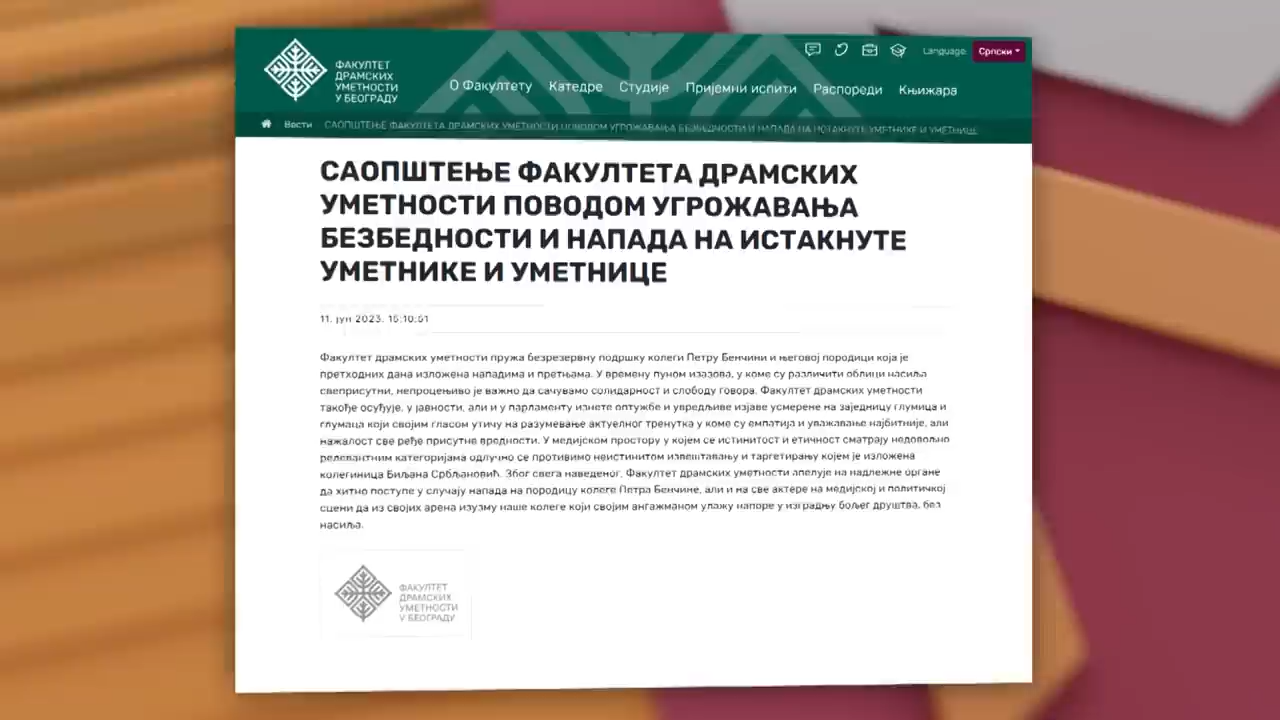 ФАКУЛТЕТ
ДРАМСКИХ
УМЕТНОСТИ
У БЕОГРАДУ
Language: Српски
О Факултету Катедре Студије Пријемни испити Распореди Књижара
Вести САОПШТЕЊЕ ФАКУЛТЕТА ДРАМСКИХ УМЕТНОСТИ ПОВОДОМ УГРОЖАВАЊА БЕЗБЕДНОСТИ И НАПАДА НА ИСТАКНУТЕ УМЕТНИКЕ И УМЕТНИЦЕ
САОПШТЕЊЕ ФАКУЛТЕТА ДРАМСКИХ
УМЕТНОСТИ ПОВОДОМ УГРОЖАВАЊА
БЕЗБЕДНОСТИ И НАПАДА НА ИСТАКНУТЕ
УМЕТНИКЕ И УМЕТНИЦЕ
11. јун 2023.
Факултет драмских уметности пружа безрезервну подршку колеги Петру Бенчини и његовој породици која је
претходних дана изложена нападима и претњама. У времену пуном изазова, у коме су различити облици насиља
свеприсутни, непроцењиво је важно да сачувамо солидарност и слободу говора. Факултет драмских уметности
такође осуђује, у јавности, али и у парламенту изнете оптужбе и увредљиве изјаве усмерене на заједницу глумица и
глумаца који својим гласом утичу на разумевање актуелног тренутка у коме су емпатија и уважавање најбитније, али
нажалост све ређе присутне вредности. У медијском простору у којем се истинитост и етичност сматрају недовољно
релевантним категоријама одлучно се противимо неистинитом извештавању и таргетирању којем је изложена
колегиница Биљана Србљановић. Због свега наведеног, Факултет драмских уметности апелује на надлежне органе
да хитно поступе у случају напада на породицу колеге Петра Бенчине, али и на све актере на медијској и политичкој
сцени да из својих арена изузму наше колеге који својим ангажманом улажу напоре у изградњу бољег друштва, без
насиља.
ФАКУЛТЕТ
ДРАМСКИХ
УМЕТНОСТИ
У БЕОГРАДУ